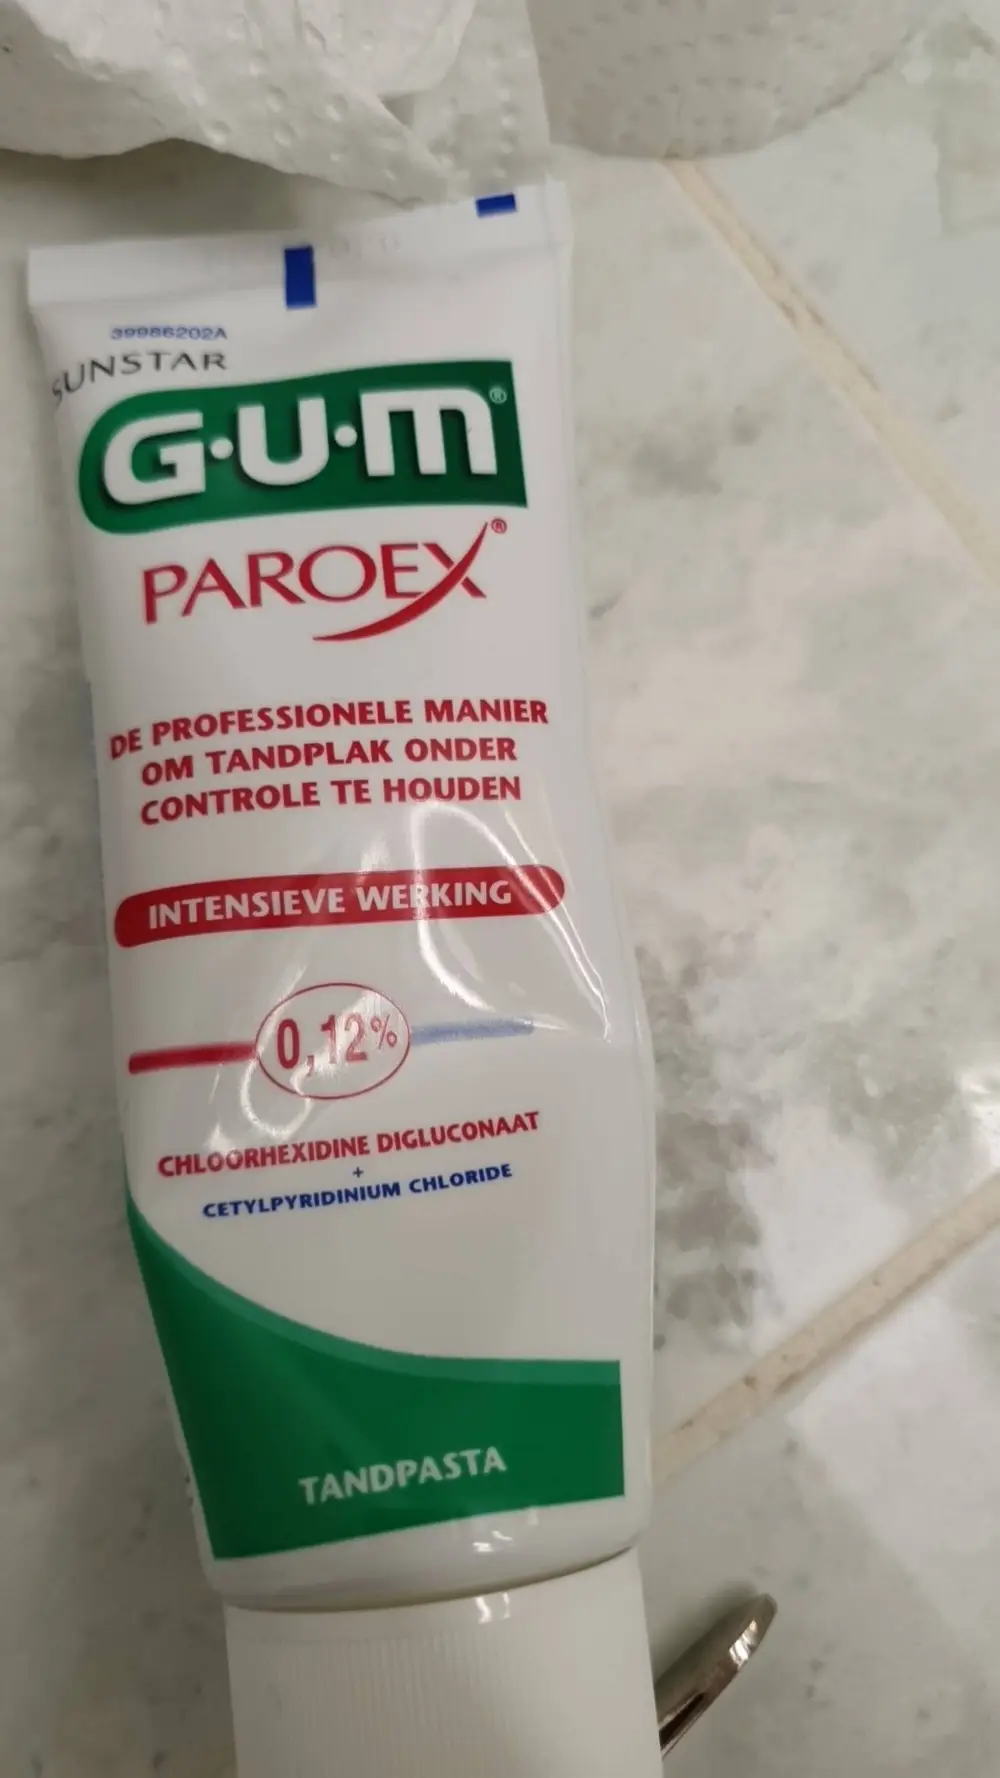 39986202A
SUNSTAR
G·U·M®
PAROEX®
DE PROFESSIONELE MANIER
OM TANDPLAK ONDER
CONTROLE TE HOUDEN
INTENSIEVE WERKING
0,12%
CHLOORHEXIDINE DIGLUCONAAT
+
CETYLPYRIDINIUM CHLORIDE
TANDPASTA